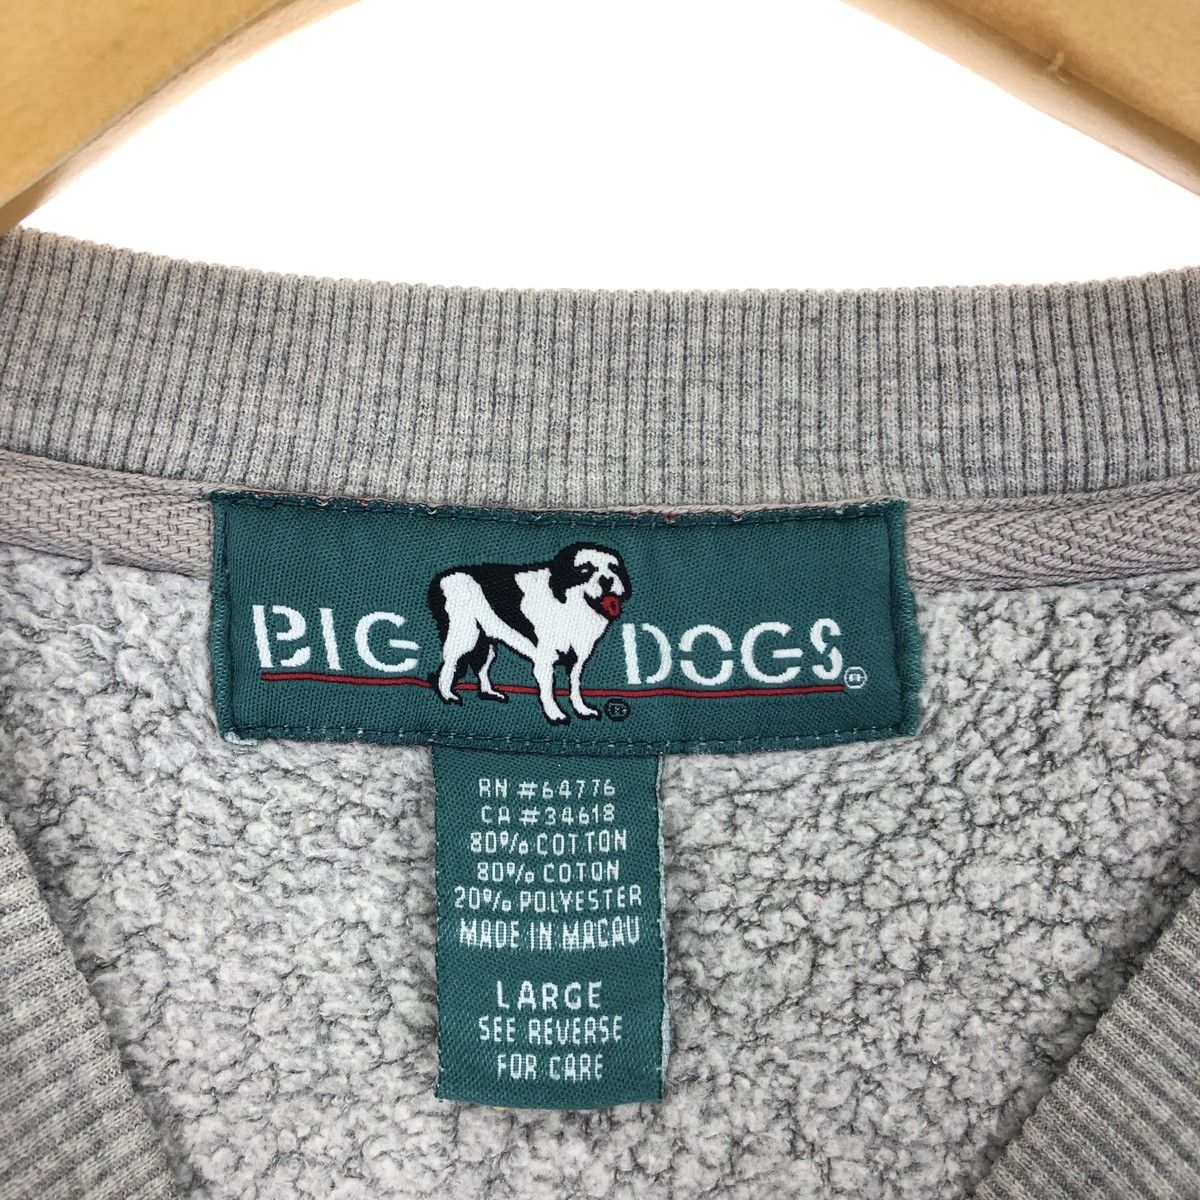 BIG DOGS®
®
RN #64776
CA #34618
80% COTTON
80% COTON
20% POLYESTER
MADE IN MACAU
LARGE
SEE REVERSE
FOR CARE